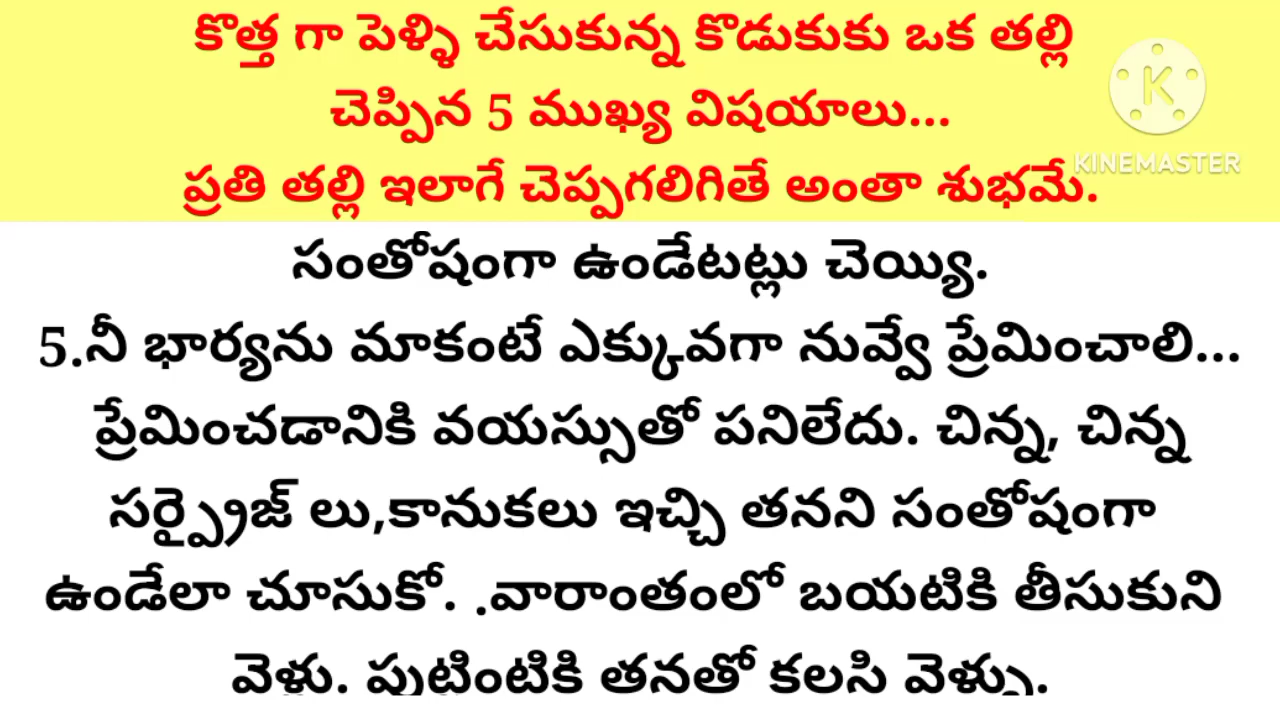 కొత్త గా పెళ్ళి చేసుకున్న కొడుకుకు ఒక తల్లి
చెప్పిన 5 ముఖ్య విషయాలు...
ప్రతి తల్లి ఇలాగే చెప్పగలిగితే అంతా శుభమే.
KINEMASTER
సంతోషంగా ఉండేటట్లు చెయ్యి.
5.నీ భార్యను మాకంటే ఎక్కువగా నువ్వే ప్రేమించాలి...
ప్రేమించడానికి వయస్సుతో పనిలేదు. చిన్న, చిన్న
సర్ప్రైజ్ లు,కానుకలు ఇచ్చి తనని సంతోషంగా
ఉండేలా చూసుకో. .వారాంతంలో బయటికి తీసుకుని
వెళ్లు. పుట్టింటికి తనతో కలసి వెళ్ళు.